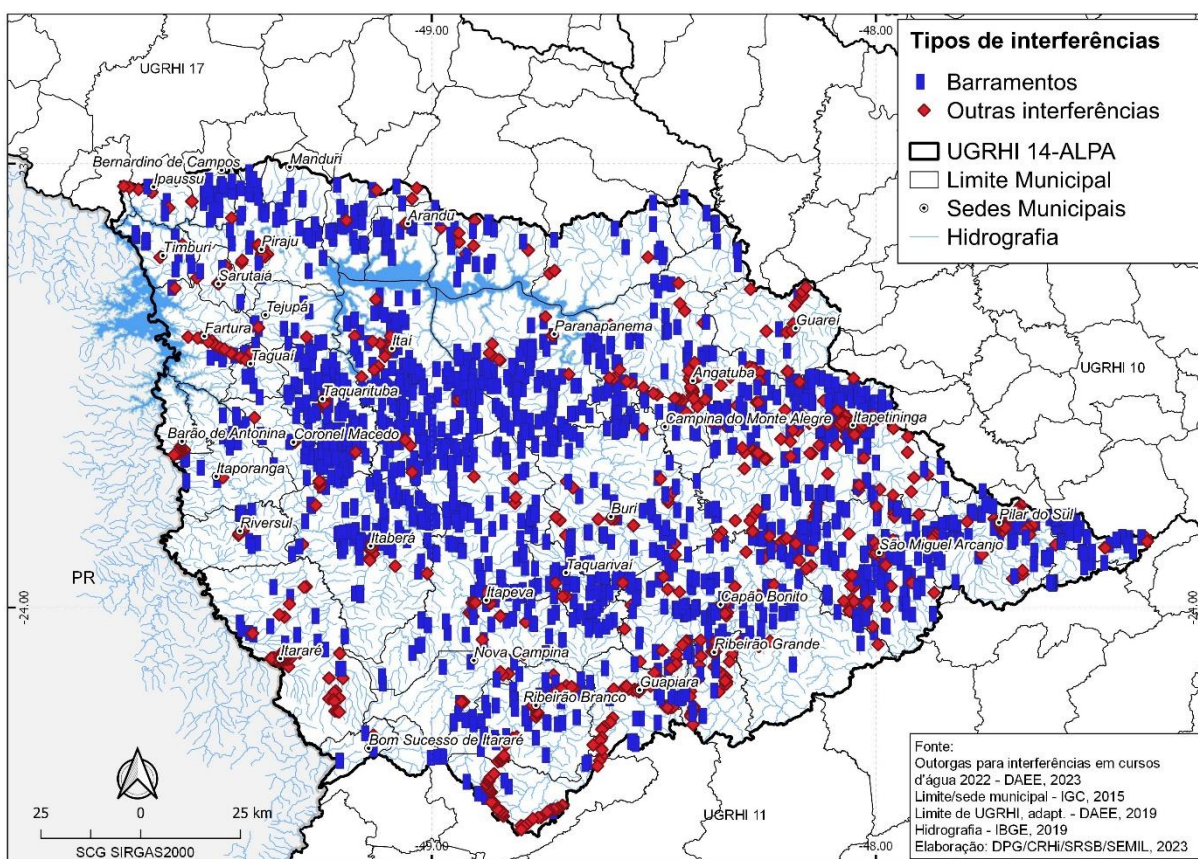 -49.00
-48.00
UGRHI 17
Tipos de interferências
Barramentos
Outras interferências
UGRHI 14-ALPA
Limite Municipal
Sedes Municipais
Hidrografia
Bernardino de Campos
Manduri
Ipaussu
Arandu
Timburi
Piraju
Sarutaiá
Tejupá
Guareí
Fartura
Itaí
Paranapanema
Taguaí
Angatuba
UGRHI 10
Taquarituba
Campina do Monte Alegre
Itapetininga
Barão de Antonina
Coronel Macedo
Itaporanga
Buri
Pilar do Sul
Riversul
Itaberá
São Miguel Arcanjo
PR
Taquarivaí
Itapeva
Capão Bonito
-24.00
Ribeirão Grande
Itararé
Nova Campina
Guapiara
Ribeirão Branco
Bom Sucesso de Itararé
25 0 25 km
SCG SIRGAS2000
-49.00
-48.00
UGRHI 11
Fonte:
Outorgas para interferências em cursos
d'água 2022 - DAEE, 2023
Limite/sede municipal - IGC, 2015
Limite de UGRHI, adapt. - DAEE, 2019
Hidrografia - IBGE, 2019
Elaboração: DPG/CRHi/SRSB/SEMIL, 2023